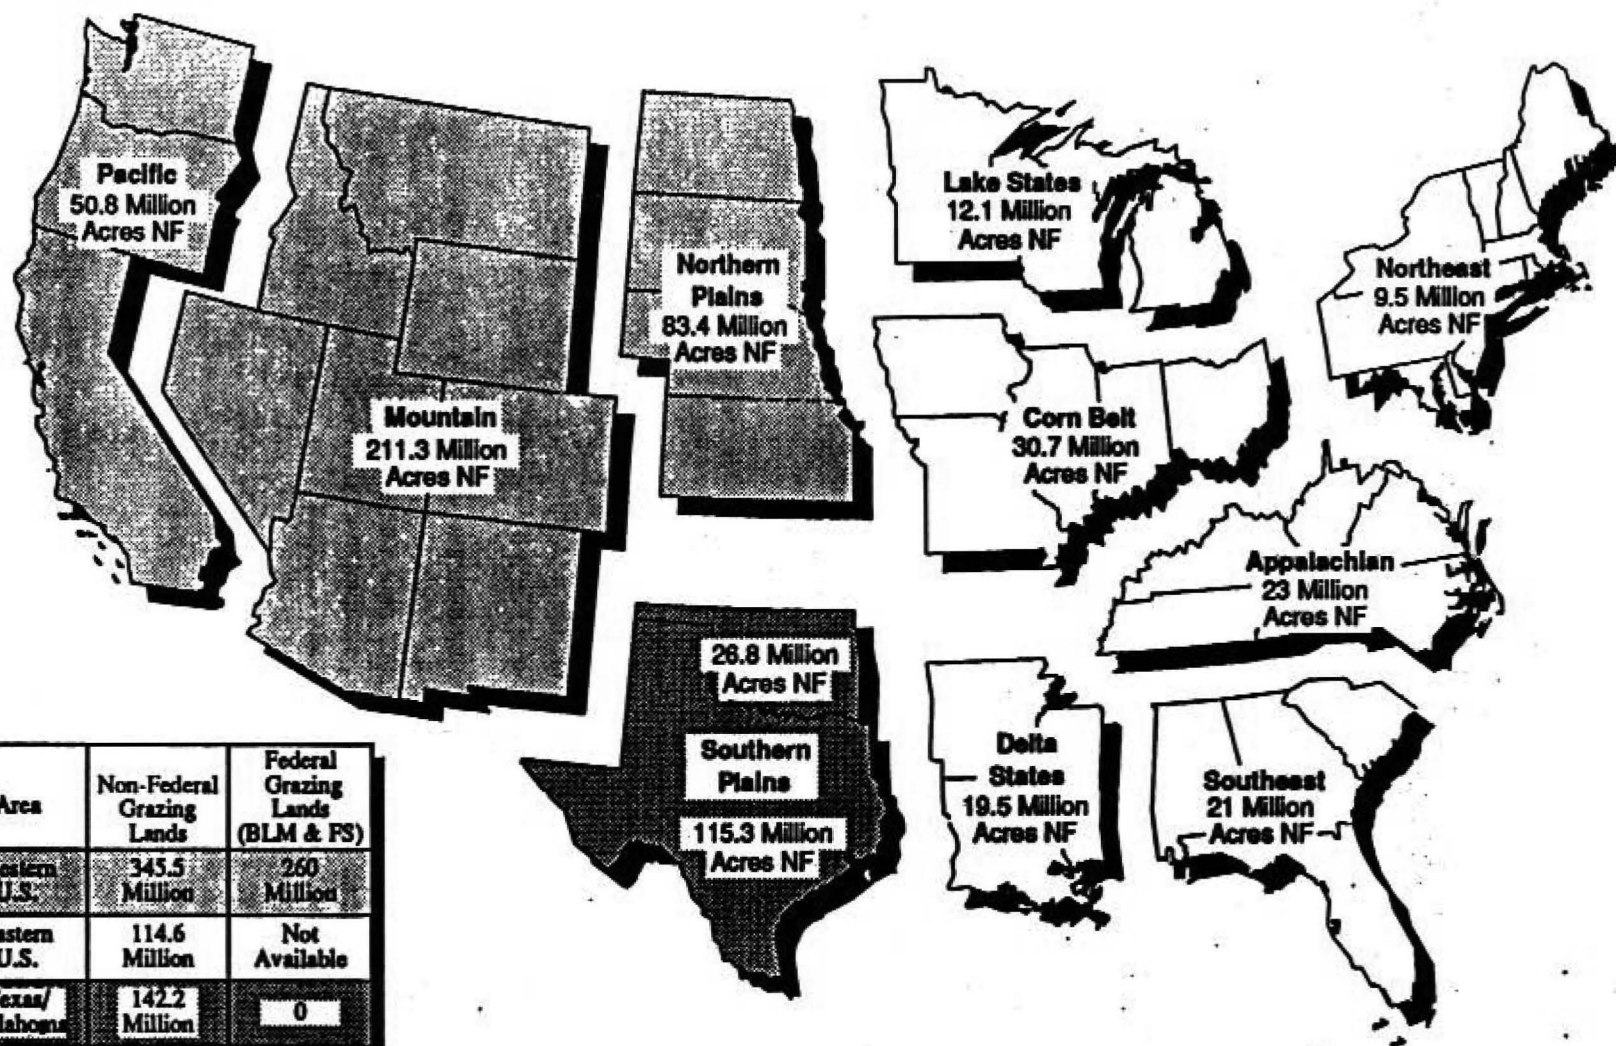 Pacific
50.8 Million
Acres NF
Mountain
211.3 Million
Acres NF
Northern
Plains
83.4 Million
Acres NF
Lake States
12.1 Million
Acres NF
Northeast
9.5 Million
Acres NF
Corn Belt
30.7 Million
Acres NF
Appalachian
23 Million
Acres NF
26.8 Million
Acres NF
Southern
Plains
115.3 Million
Acres NF
Delta
States
19.5 Million
Acres NF
Southeast
21 Million
Acres NF
Area
Non-Federal
Grazing
Lands
Federal
Grazing
Lands
(BLM & FS)
U.S.
345.5
Million
260
Million
U.S.
114.6
Million
Not
Available
142.2
Million
0